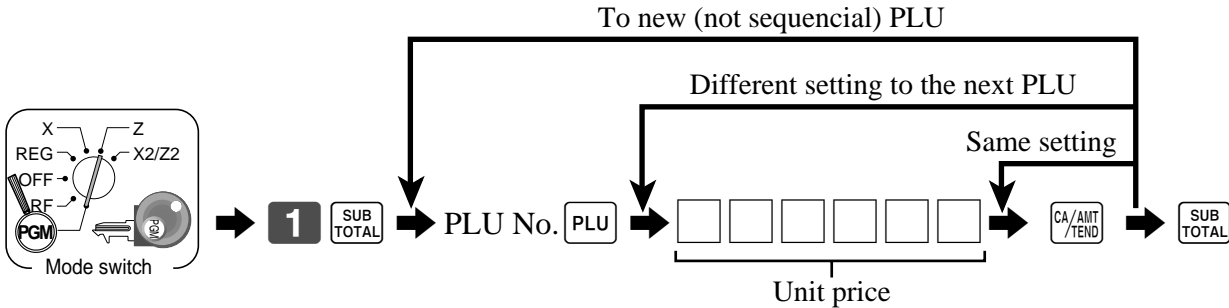 To new (not sequencial) PLU
Different setting to the next PLU
Same setting
X
Z
REG
X2/Z2
OFF
RF
PGM
PGM
Mode switch
1
SUB
TOTAL
PLU No.
PLU
CA/AMT
/TEND
SUB
TOTAL
Unit price